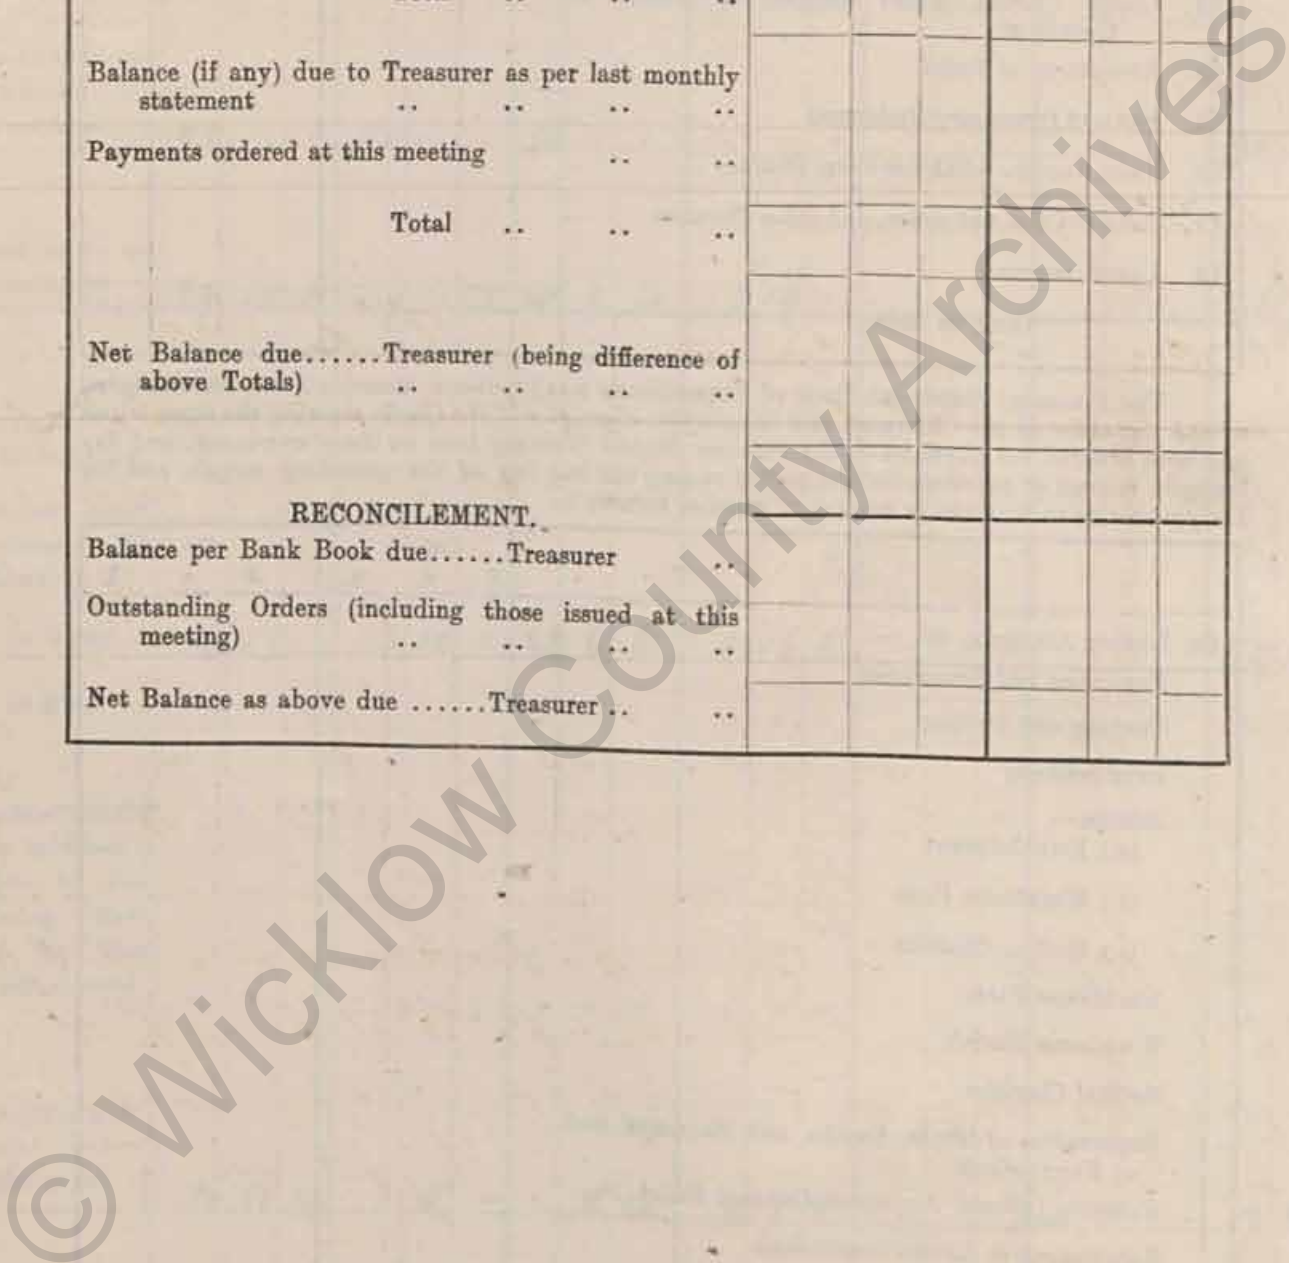 Balance (if any) due to Treasurer as per last monthly
statement .. .. .. ..
Payments ordered at this meeting .. ..
Total .. .. ..
Net Balance due......Treasurer (being difference of
above Totals) .. .. .. ..
RECONCILEMENT.
Balance per Bank Book due......Treasurer ..
Outstanding Orders (including those issued at this
meeting) .. .. .. ..
Net Balance as above due ......Treasurer .. ..
© Wicklow County Archives